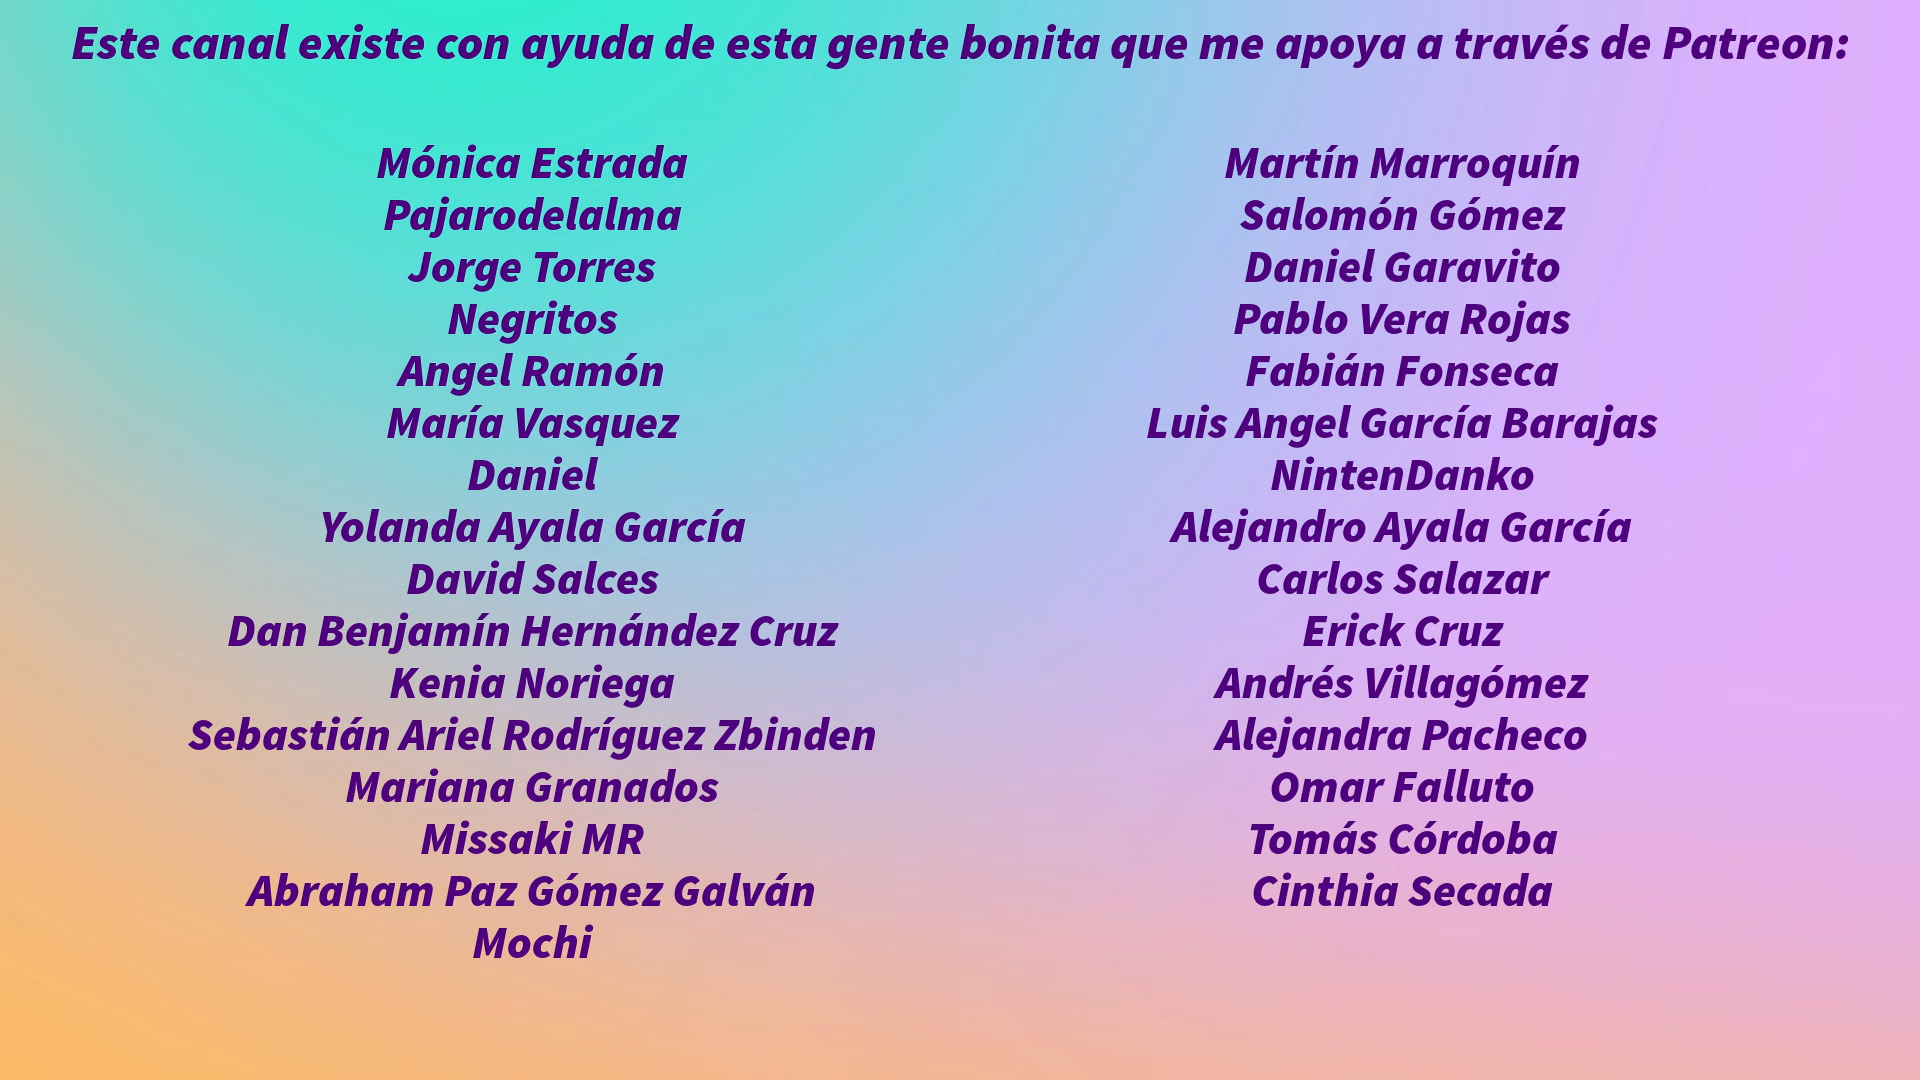 Este canal existe con ayuda de esta gente bonita que me apoya a través de Patreon:
Mónica Estrada
Pajarodelalma
Jorge Torres
Negritos
Angel Ramón
María Vasquez
Daniel
Yolanda Ayala García
David Salces
Dan Benjamín Hernández Cruz
Kenia Noriega
Sebastián Ariel Rodríguez Zbinden
Mariana Granados
Missaki MR
Abraham Paz Gómez Galván
Mochi
Martín Marroquín
Salomón Gómez
Daniel Garavito
Pablo Vera Rojas
Fabián Fonseca
Luis Angel García Barajas
NintenDanko
Alejandro Ayala García
Carlos Salazar
Erick Cruz
Andrés Villagómez
Alejandra Pacheco
Omar Falluto
Tomás Córdoba
Cinthia Secada